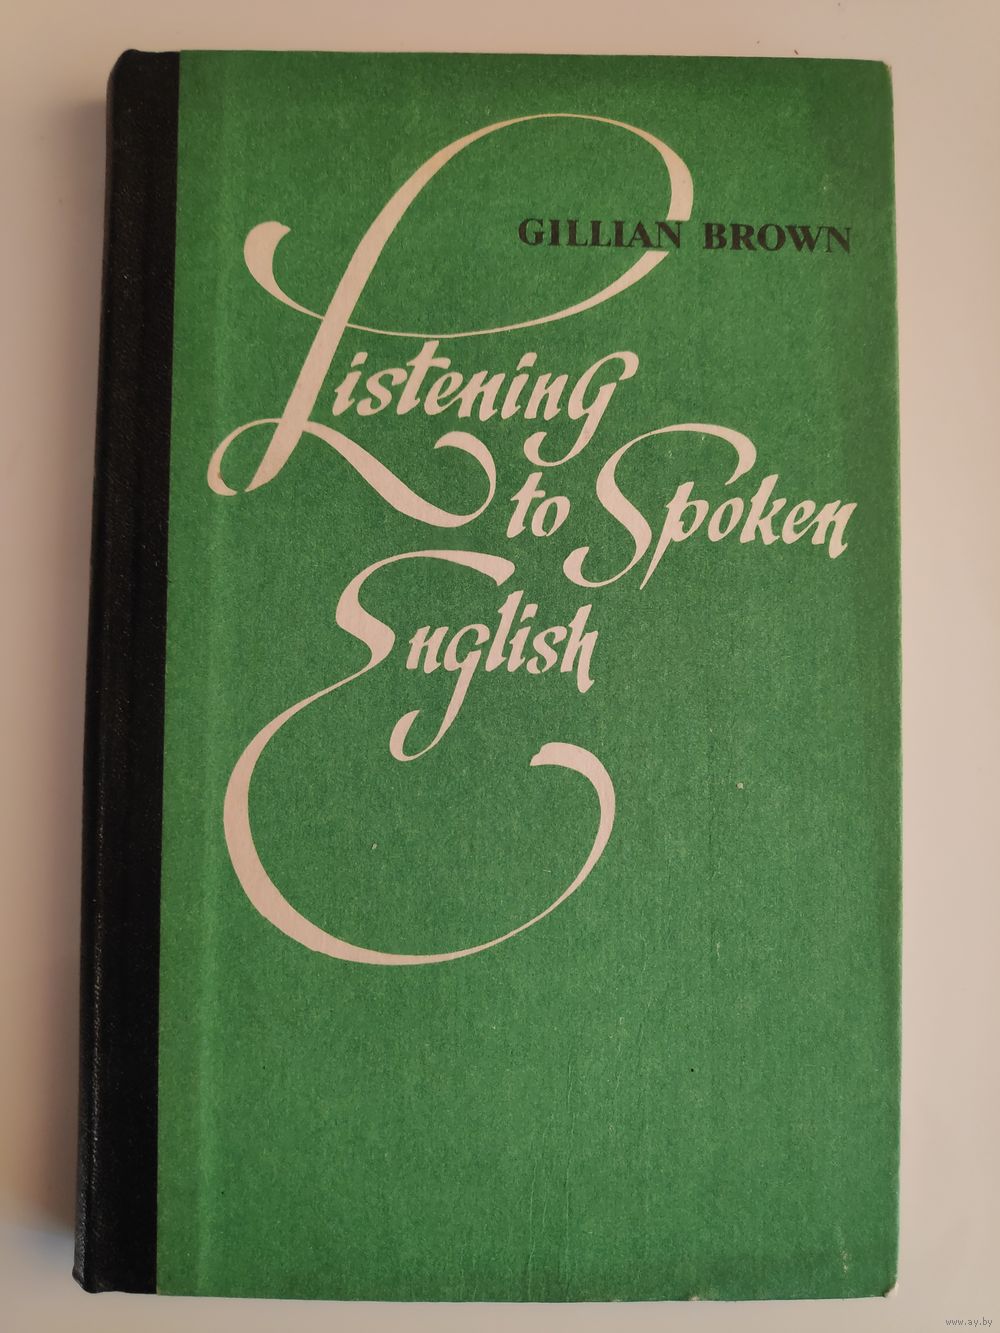 GILLIAN BROWN
Listening
to Spoken
English
www.ay.by